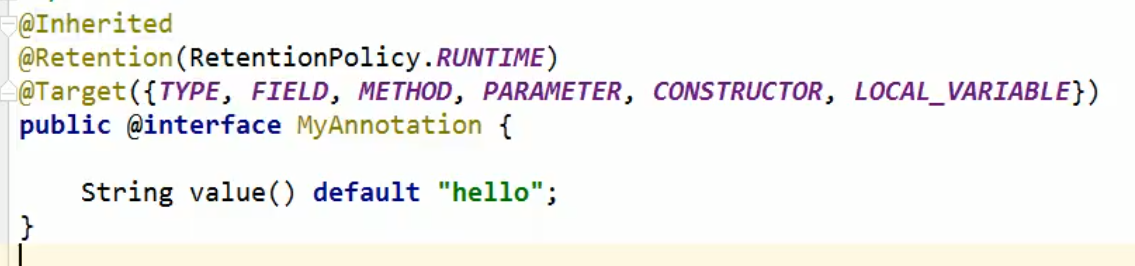 @Inherited
@Retention(RetentionPolicy.RUNTIME)
@Target({TYPE, FIELD, METHOD, PARAMETER, CONSTRUCTOR, LOCAL_VARIABLE})
public @interface MyAnnotation {
    String value() default "hello";
}